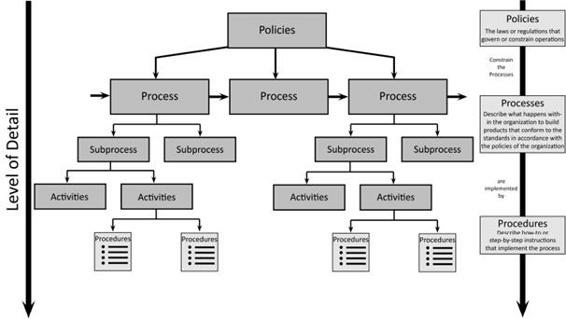 Policies
Policies
The laws or regulations that
govern or constrain operations
Constrain
the
Processes
Level of Detail
Process
Process
Process
Processes
Describe what happens with-
in the organization to build
products that conform to the
standards in accordance with
the policies of the organization
Subprocess
Subprocess
Subprocess
Subprocess
are
implemented
by
Activities
Activities
Activities
Activities
Procedures
Procedures
Procedures
Procedures
Procedures
Describe how-to or
step-by-step instructions
that implement the process